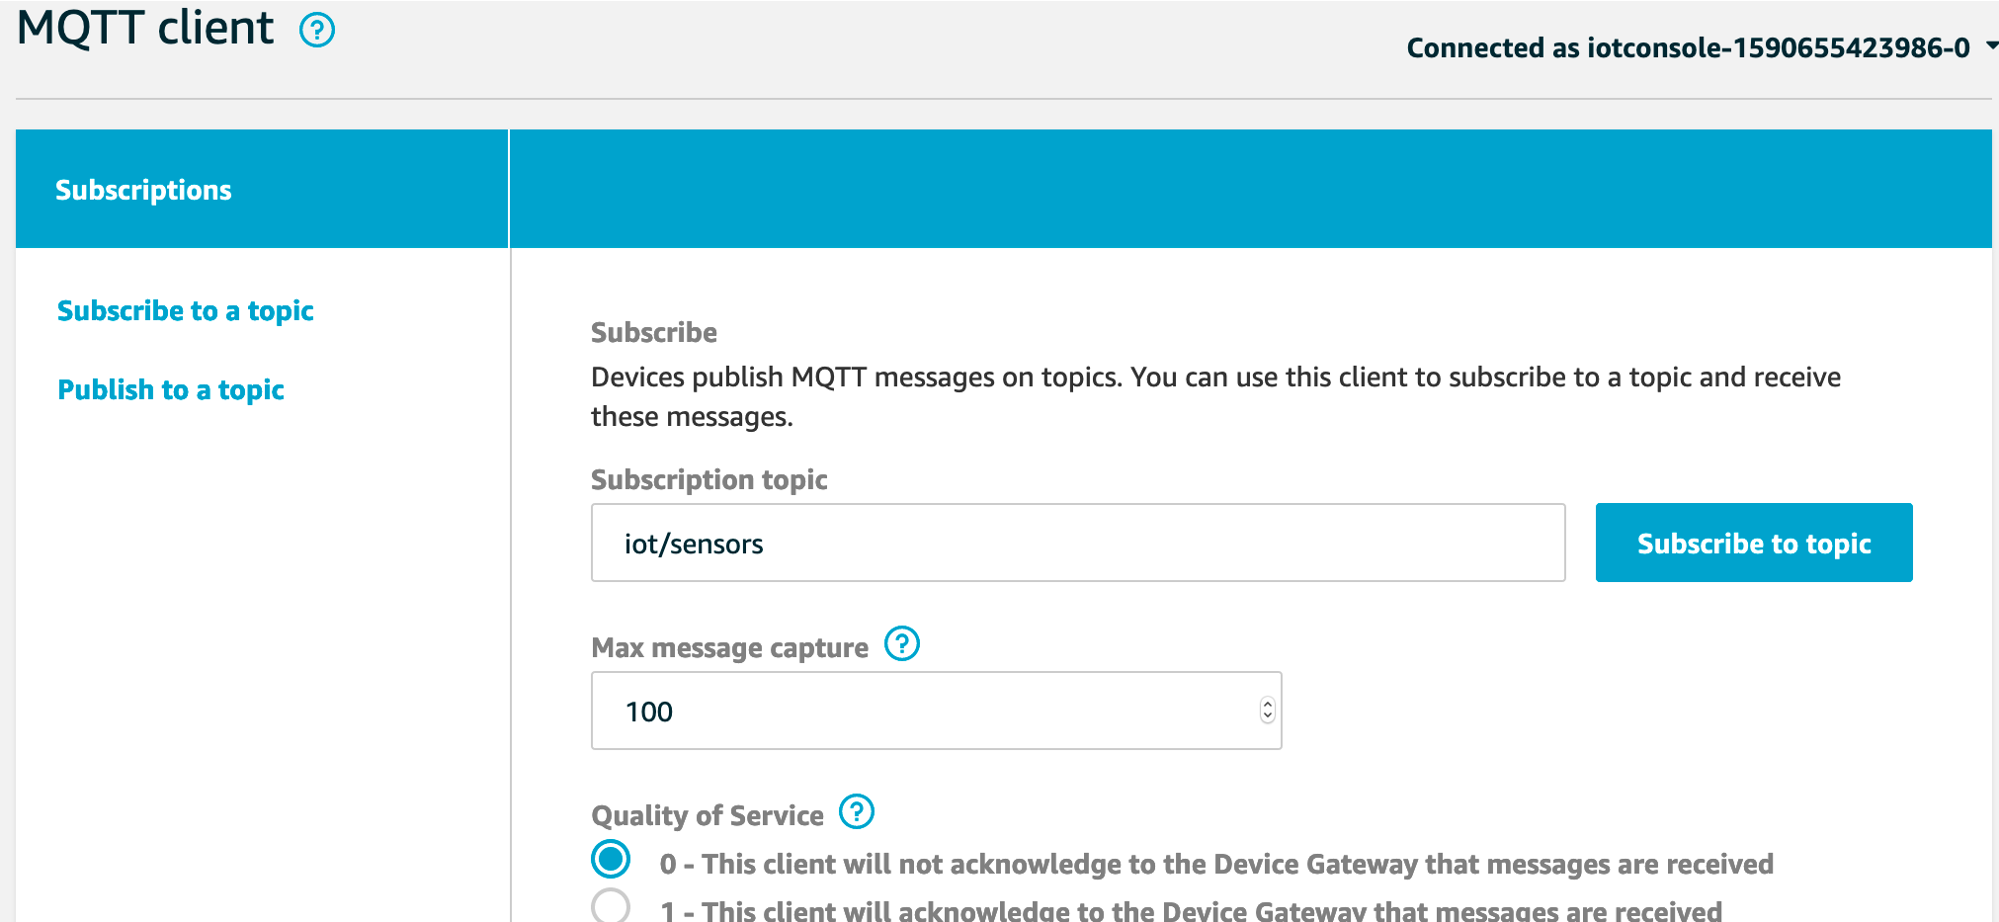 MQTT client ?
Connected as iotconsole-1590655423986-0
Subscriptions
Subscribe to a topic
Publish to a topic
Subscribe
Devices publish MQTT messages on topics. You can use this client to subscribe to a topic and receive
these messages.
Subscription topic
iot/sensors
Subscribe to topic
Max message capture ?
100
Quality of Service ?
0 - This client will not acknowledge to the Device Gateway that messages are received
1 - This client will acknowledge to the Device Gateway that messages are received